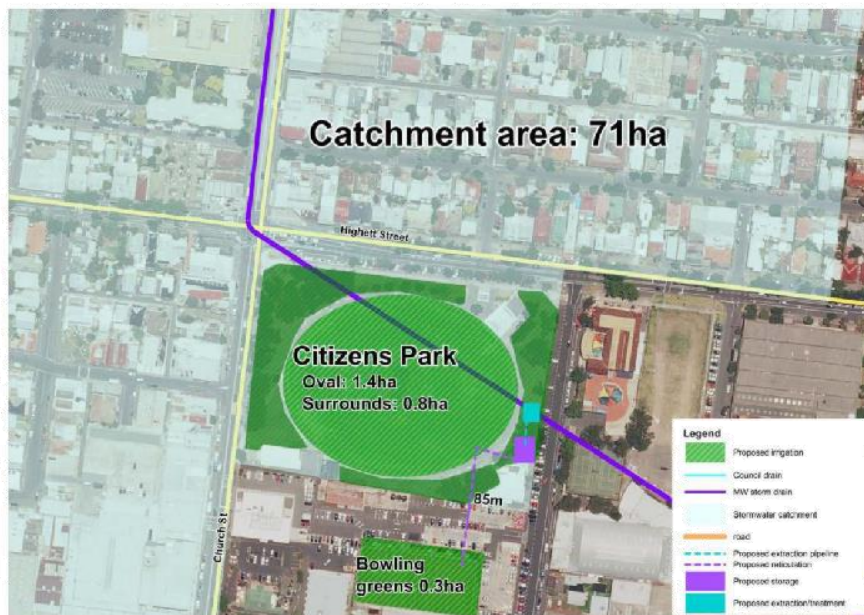 Catchment area: 71ha
Highett Street
Citizens Park
Oval: 1.4ha
Surrounds: 0.8ha
85m
Bowling
greens 0.3ha
Church St
Legend
Proposed irrigation
Council drain
MW storm drain
Stormwater catchment
road
Proposed extraction pipeline
Proposed reticulation
Proposed storage
Proposed extraction/treatment